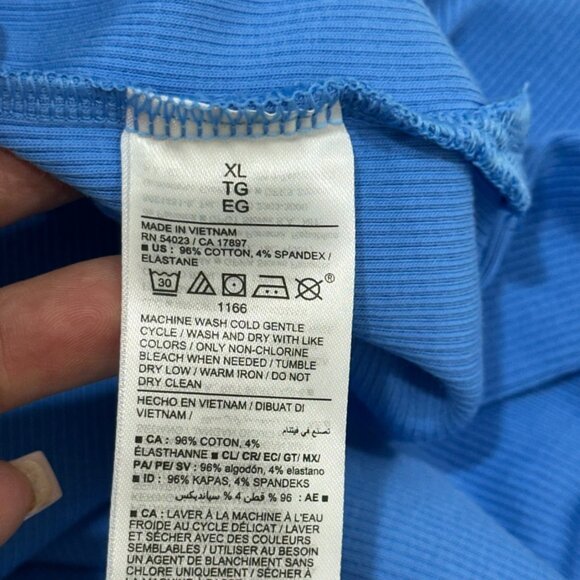 XL
TG
EG
MADE IN VIETNAM
RN 54023 / CA 17897
■ US : 96% COTTON, 4% SPANDEX /
ELASTANE
30
®
1166
MACHINE WASH COLD GENTLE
CYCLE / WASH AND DRY WITH LIKE
COLORS / ONLY NON-CHLORINE
BLEACH WHEN NEEDED / TUMBLE
DRY LOW / WARM IRON / DO NOT
DRY CLEAN
HECHO EN VIETNAM / DIBUAT DI
VIETNAM /
تصنع في فيتنام
■ CA : 96% COTTON, 4%
ÉLASTHANNE ■ CL/ CR/ EC/ GT/ MX/
PA/ PE/ SV : 96% algodón, 4% elastano
■ ID : 96% KAPAS, 4% SPANDEKS
■ AE : 96 % قطن 4 % سبانديكس
■ CA : LAVER À LA MACHINE À L'EAU
FROIDE AU CYCLE DÉLICAT / LAVER
ET SÉCHER AVEC DES COULEURS
SEMBLABLES / UTILISER AU BESOIN
UN AGENT DE BLANCHIMENT SANS
CHLORE UNIQUEMENT / SÉCHER À